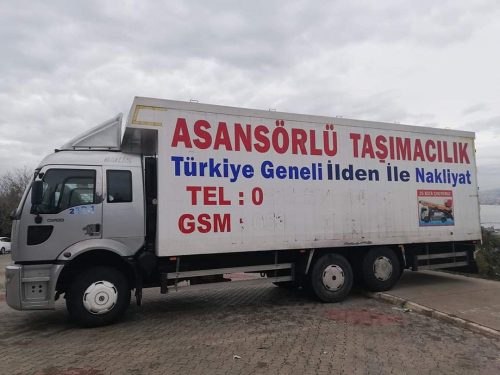 ASANSÖRLÜ TAŞIMACILIK
Türkiye Geneli İlden İle Nakliyat
TEL : 0
GSM :